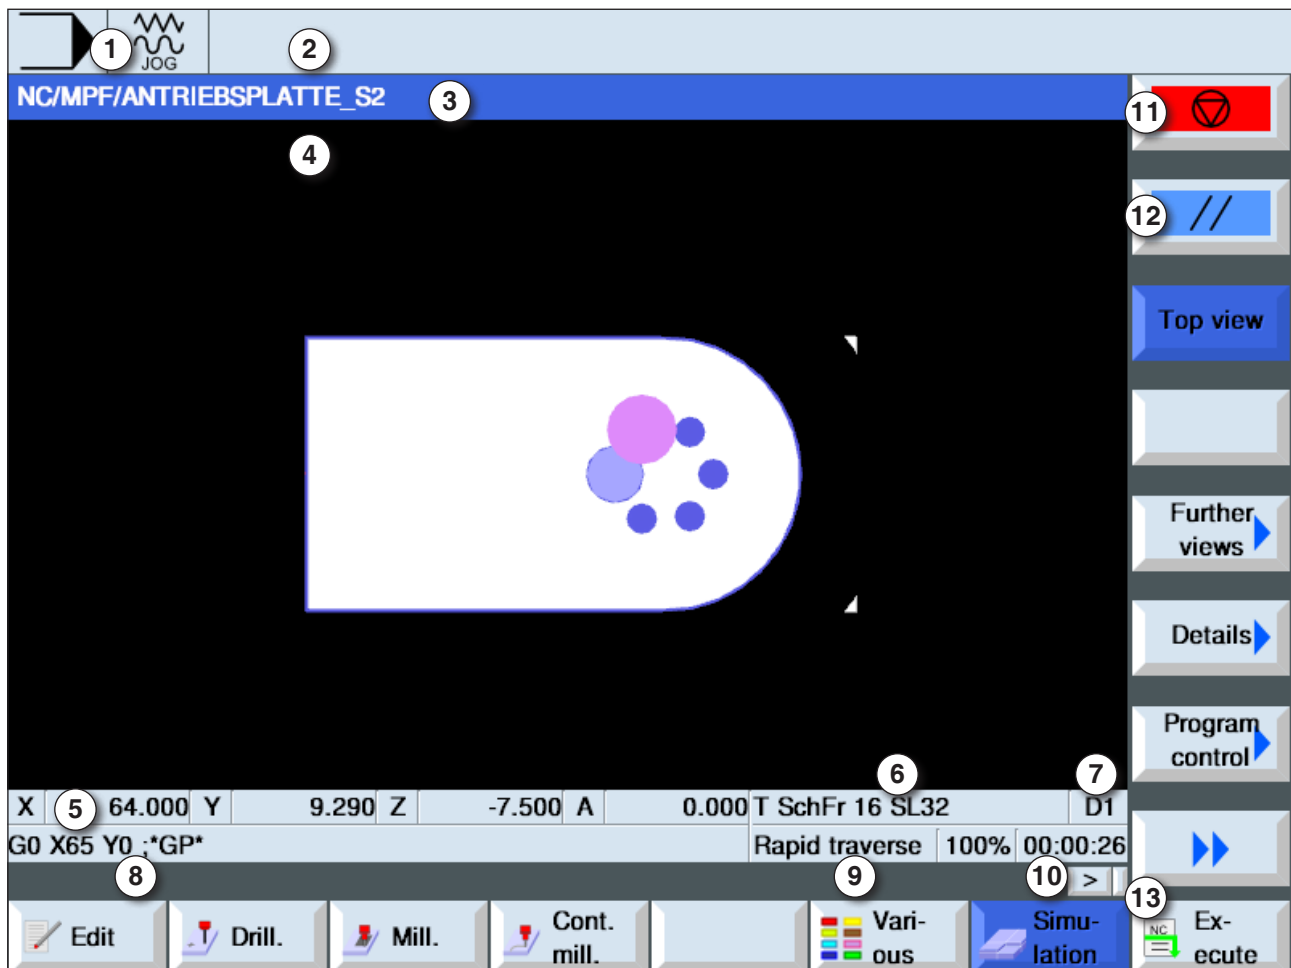 1
JOG
2
NC/MPF/ANTRIEBSPLATTE_S2
3
4
11
12
//
Top view
Further
views
Details
Program
control
6
7
X 5 64.000 Y 9.290 Z -7.500 A 0.000 T SchFr 16 SL32 D1
G0 X65 Y0 ;*GP*
Rapid traverse 100% 00:00:26
8
9
10
>
13
Edit
Drill.
Mill.
Cont.
mill.
Vari-
ous
Simu-
lation
NC
Ex-
ecute